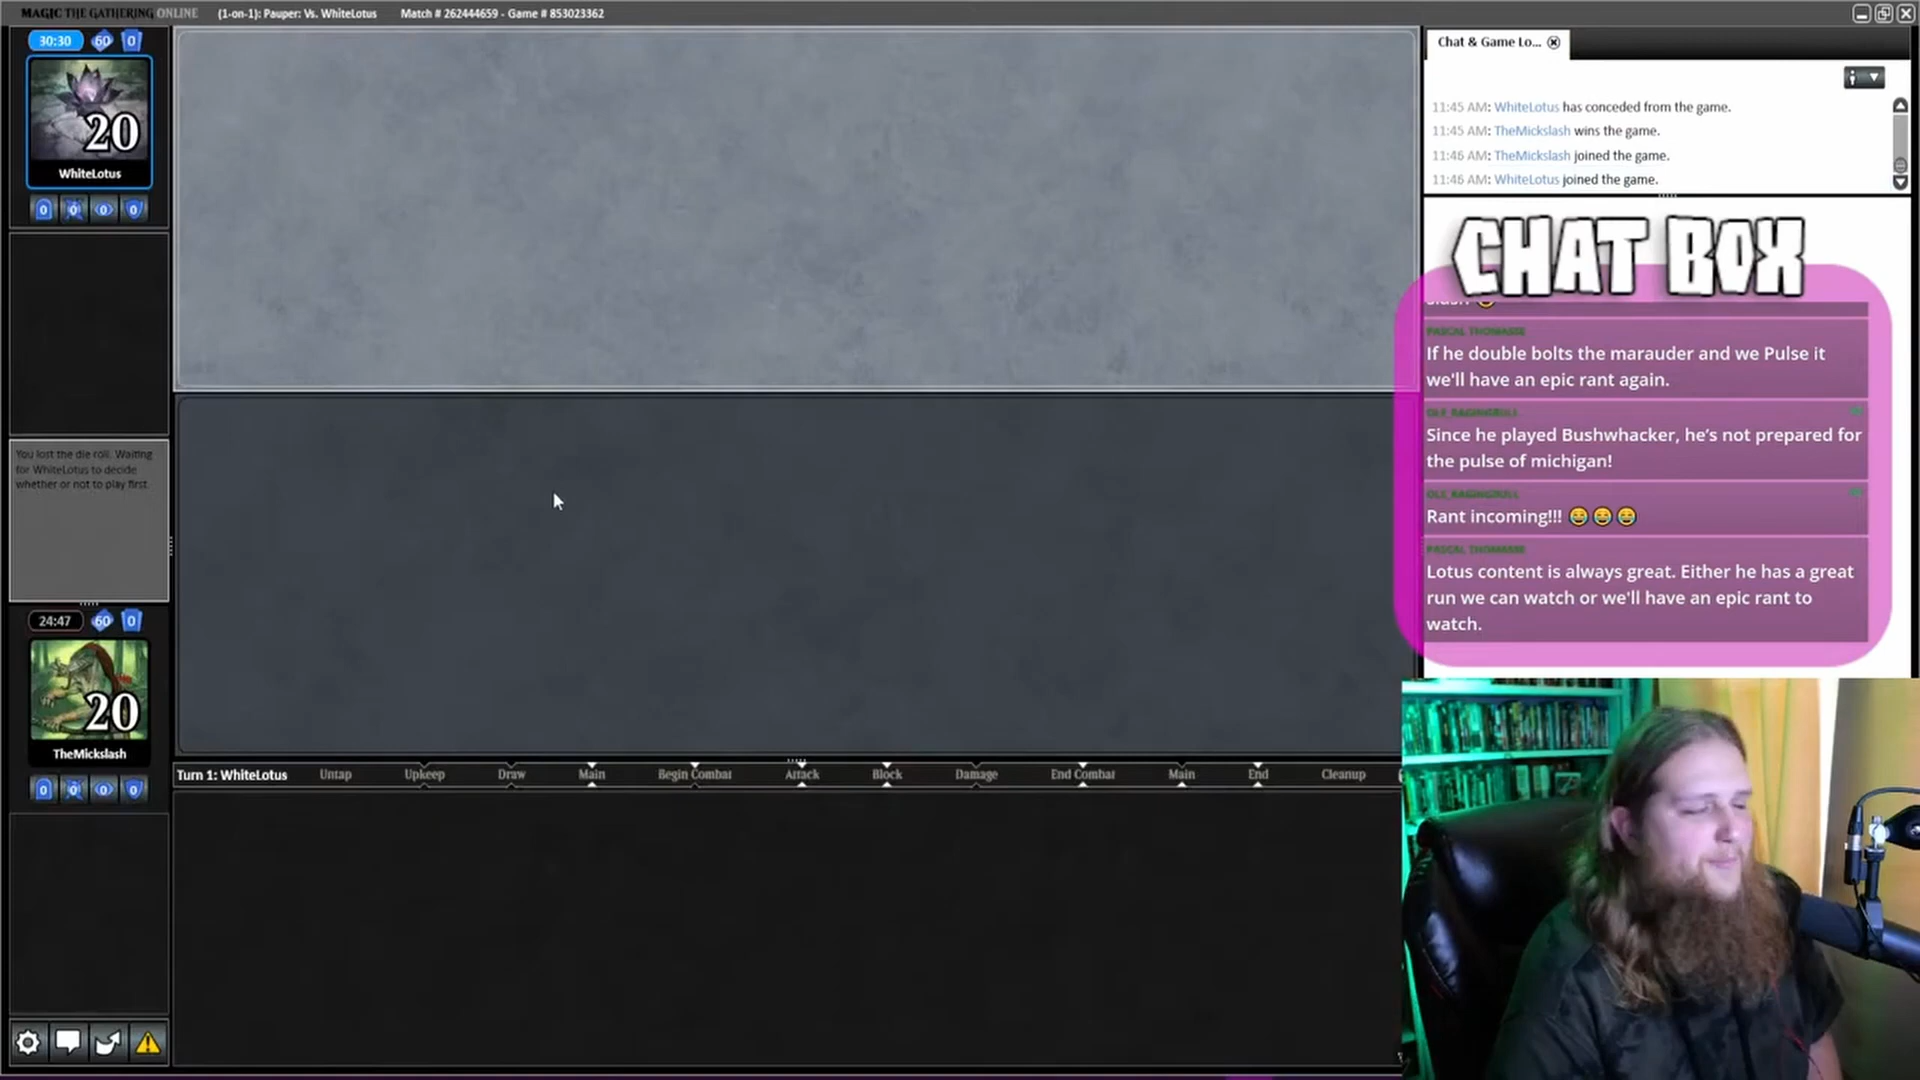 MAGIC THE GATHERING ONLINE (1-on-1): Pauper: Vs. WhiteLotus Match # 262444659 - Game # 853023362
30:30 60 0
20
WhiteLotus
0 0 0 0
You lost the die roll. Waiting
for WhiteLotus to decide
whether or not to play first.
24:47 60 0
20
TheMickslash
0 0 0 0
Turn 1: WhiteLotus Untap Upkeep Draw Main Begin Combat Attack Block Damage End Combat Main End Cleanup
Chat & Game Lo...
11:45 AM: WhiteLotus has conceded from the game.
11:45 AM: TheMickslash wins the game.
11:46 AM: TheMickslash joined the game.
11:46 AM: WhiteLotus joined the game.
CHAT BOX
PASCAL THOMASSE
If he double bolts the marauder and we Pulse it
we'll have an epic rant again.
OLE_RAGINGBULL
Since he played Bushwhacker, he's not prepared for
the pulse of michigan!
OLE_RAGINGBULL
Rant incoming!!! 😂 😂 😂
PASCAL THOMASSE
Lotus content is always great. Either he has a great
run we can watch or we'll have an epic rant to
watch.